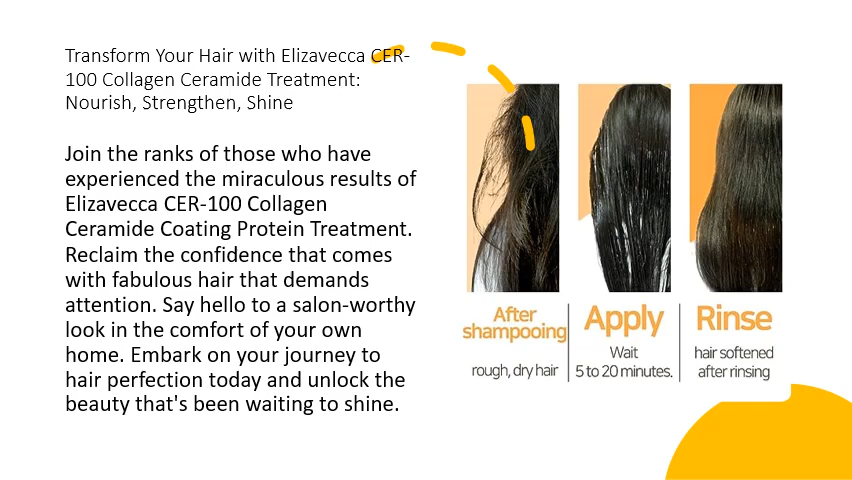 Transform Your Hair with Elizavecca CER-
100 Collagen Ceramide Treatment:
Nourish, Strengthen, Shine
Join the ranks of those who have
experienced the miraculous results of
Elizavecca CER-100 Collagen
Ceramide Coating Protein Treatment.
Reclaim the confidence that comes
with fabulous hair that demands
attention. Say hello to a salon-worthy
look in the comfort of your own
home. Embark on your journey to
hair perfection today and unlock the
beauty that's been waiting to shine.
After
shampooing
rough, dry hair
Apply
Wait
5 to 20 minutes.
Rinse
hair softened
after rinsing